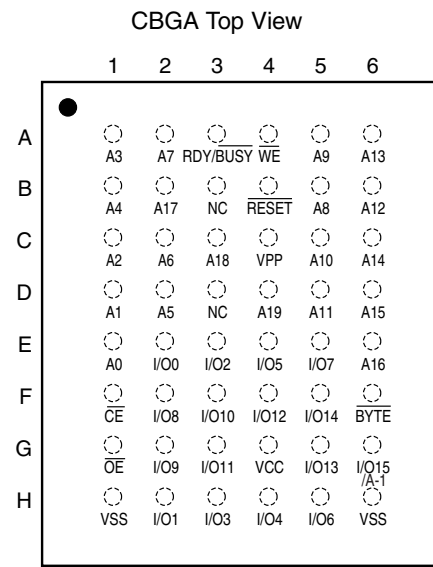 CBGA Top View
1 2 3 4 5 6
A
A3 A7 RDY/BUSY WE A9 A13
B
A4 A17 NC RESET A8 A12
C
A2 A6 A18 VPP A10 A14
D
A1 A5 NC A19 A11 A15
E
A0 I/O0 I/O2 I/O5 I/O7 A16
F
CE I/O8 I/O10 I/O12 I/O14 BYTE
G
OE I/O9 I/O11 VCC I/O13 I/O15
/A-1
H
VSS I/O1 I/O3 I/O4 I/O6 VSS